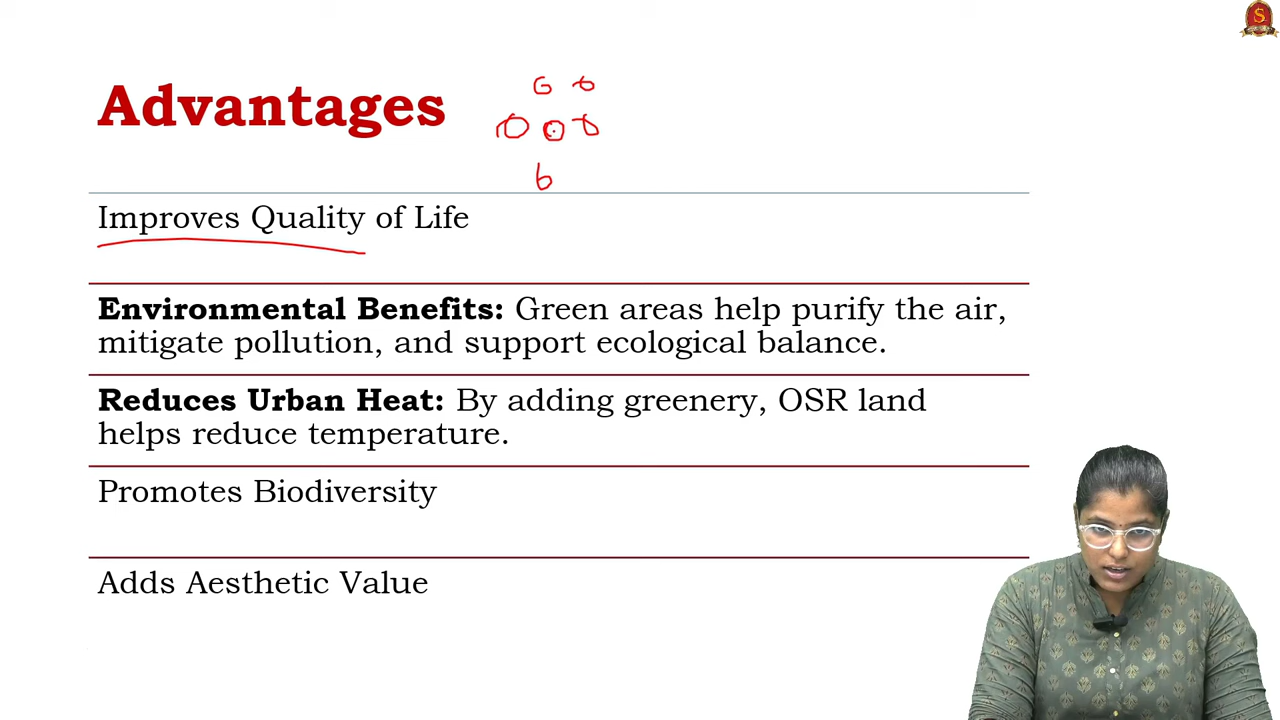 Advantages
Improves Quality of Life
Environmental Benefits: Green areas help purify the air,
mitigate pollution, and support ecological balance.
Reduces Urban Heat: By adding greenery, OSR land
helps reduce temperature.
Promotes Biodiversity
Adds Aesthetic Value